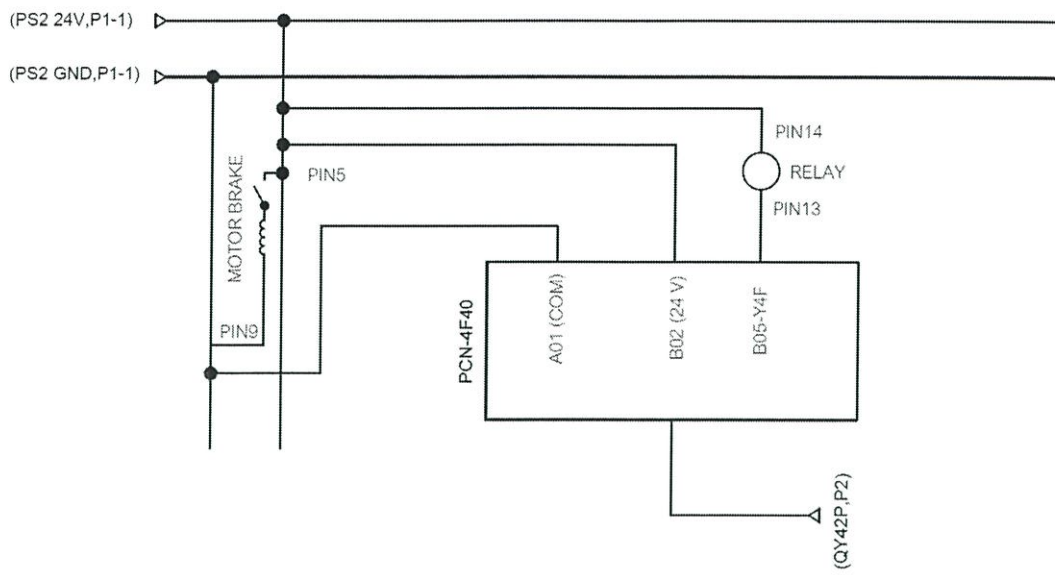 (PS2 24V,P1-1)
(PS2 GND,P1-1)
PIN14
RELAY
PIN13
PIN5
MOTOR BRAKE
PIN9
PCN-4F40
A01 (COM)
B02 (24 V)
B05-Y4F
(QY42P,P2)